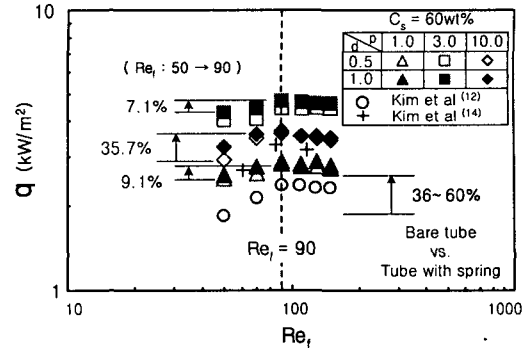 C_s = 60wt%
d p 1.0 3.0 10.0
0.5 △ □ ◇
1.0 ▲ ■ ◆
○ Kim et al (12)
+ Kim et al (14)
10
( Re_f : 50 → 90 )
7.1%
35.7%
9.1%
q (kW/m²)
36~60%
Re_f = 90
Bare tube
vs.
Tube with spring
1
10 100 1000
Re_f